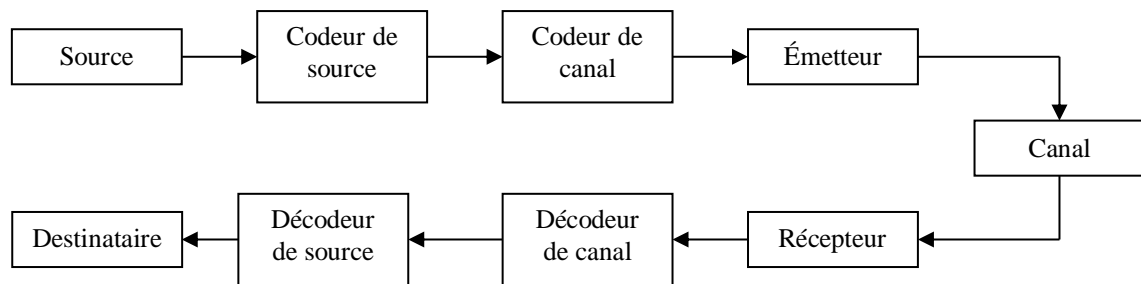 Source
Codeur de
source
Codeur de
canal
Émetteur
Canal
Destinataire
Décodeur
de source
Décodeur
de canal
Récepteur